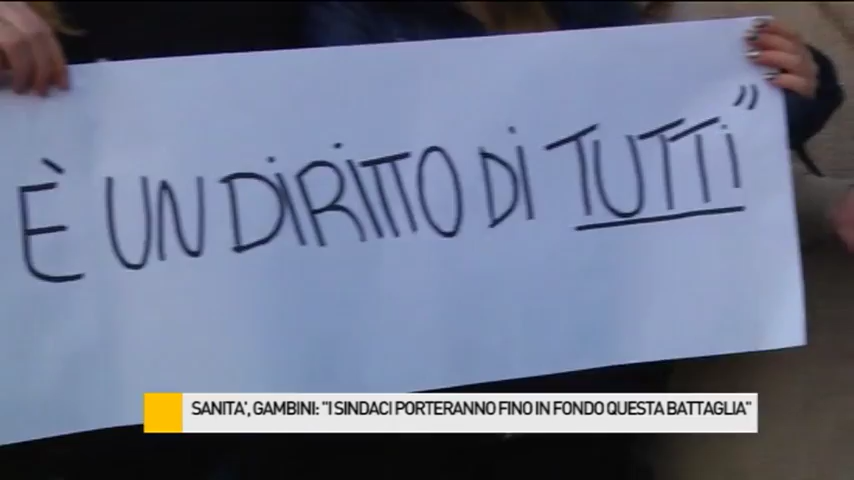 È UN DIRITTO DI TUTTI"
SANITA', GAMBINI: "I SINDACI PORTERANNO FINO IN FONDO QUESTA BATTAGLIA"